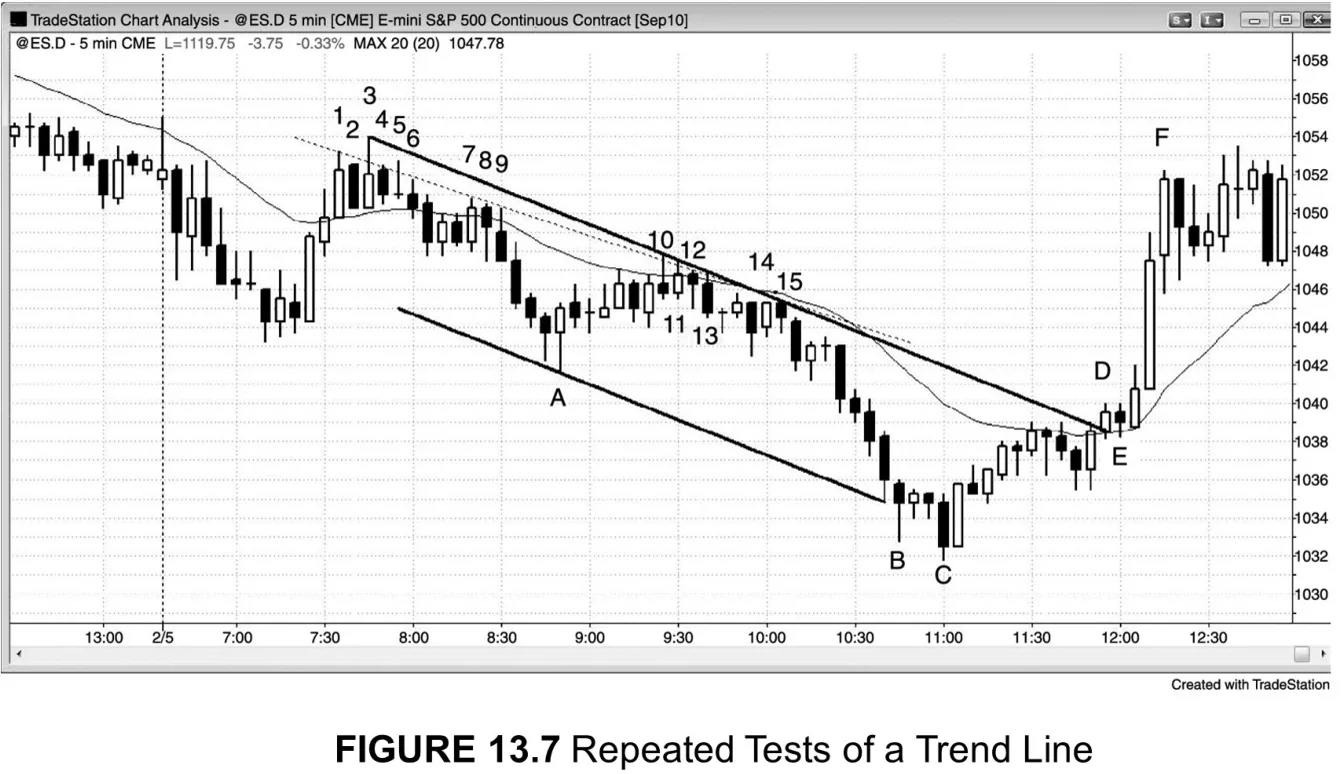 TradeStation Chart Analysis - @ES.D 5 min [CME] E-mini S&P 500 Continuous Contract [Sep10]
S I
@ES.D - 5 min CME L=1119.75 -3.75 -0.33% MAX 20 (20) 1047.78
1058
1056
1054
1052
1050
1048
1046
1044
1042
1040
1038
1036
1034
1032
1030
1 2 3 4 5 6 7 8 9
10 12 14 15
11 13
A
B
C
D
E
F
13:00 2/5 7:00 7:30 8:00 8:30 9:00 9:30 10:00 10:30 11:00 11:30 12:00 12:30
Created with TradeStation
FIGURE 13.7 Repeated Tests of a Trend Line